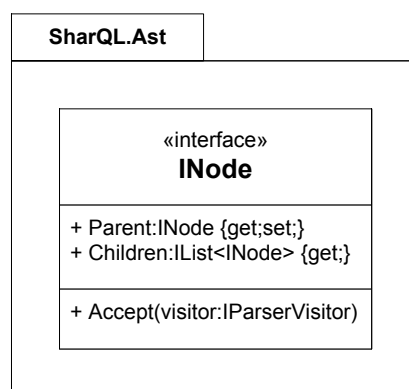 SharQL.Ast
«interface»
INode
+ Parent:INode {get;set;}
+ Children:IList<INode> {get;}
+ Accept(visitor:IParserVisitor)